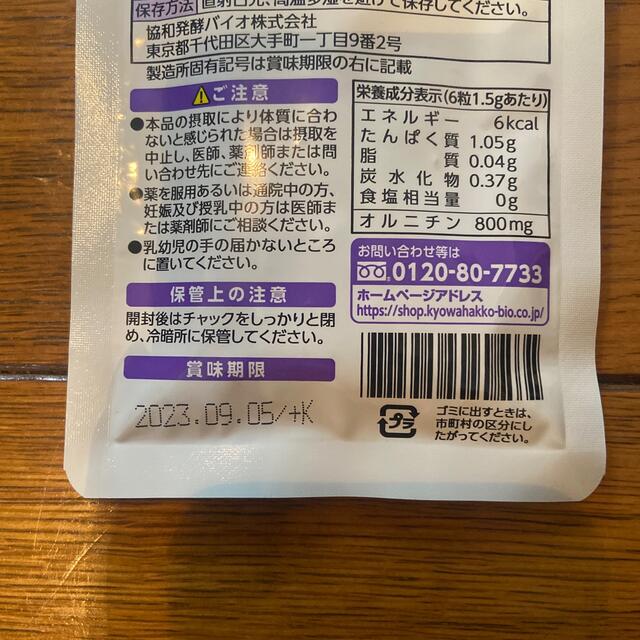 保存方法 直射日光、高温多湿を避けて保存してください。
協和発酵バイオ株式会社
東京都千代田区大手町一丁目9番2号
製造所固有記号は賞味期限の右に記載
⚠ご注意
●本品の摂取により体質に合わ
ないと感じられた場合は摂取を
中止し、医師、薬剤師または問
い合わせ先にご連絡ください。
●薬を服用あるいは通院中の方、
妊娠及び授乳中の方は医師ま
たは薬剤師にご相談ください。
●乳幼児の手の届かないところ
に置いてください。
保管上の注意
開封後はチャックをしっかりと閉
め、冷暗所に保管してください。
賞味期限
2023.09.05/+K
栄養成分表示(6粒1.5gあたり)
エネルギー 6kcal
たんぱく質 1.05g
脂質 0.04g
炭水化物 0.37g
食塩相当量 0g
オルニチン 800mg
お問い合わせ等は
0120-80-7733
ホームページアドレス
https://shop.kyowahakko-bio.co.jp/
プラ
ゴミに出すときは、
市町村の区分にし
たがってください。